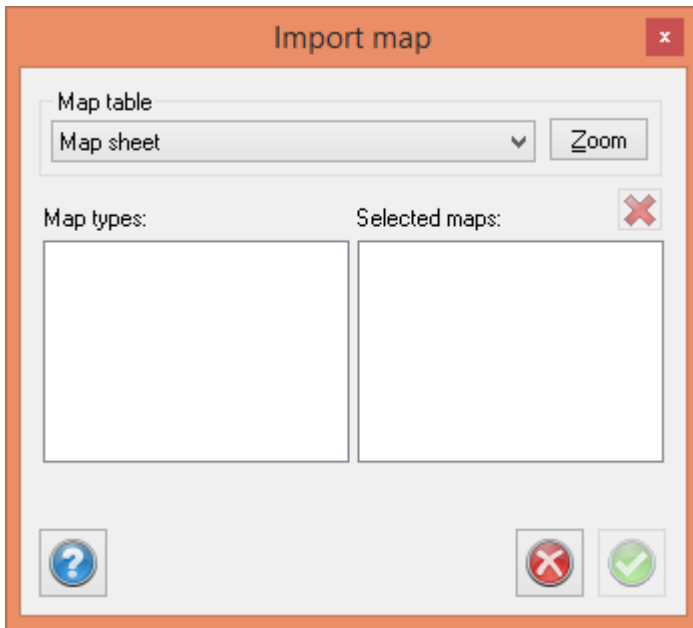 Import map
x
Map table
Map sheet
Zoom
Map types:
Selected maps:
?